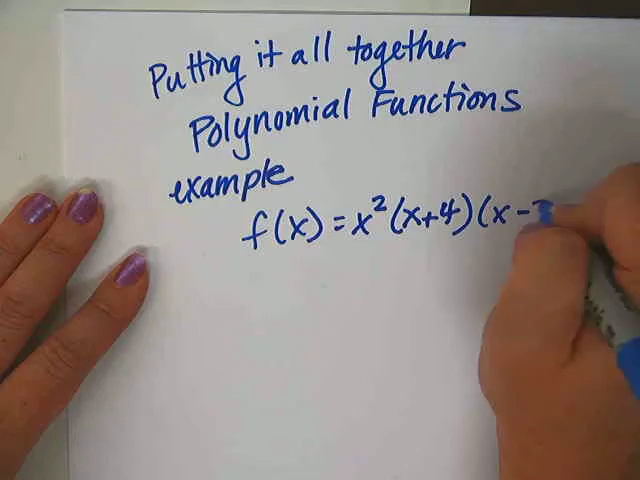 Putting it all together
Polynomial Functions
example
f(x) = x²(x+4)(x-